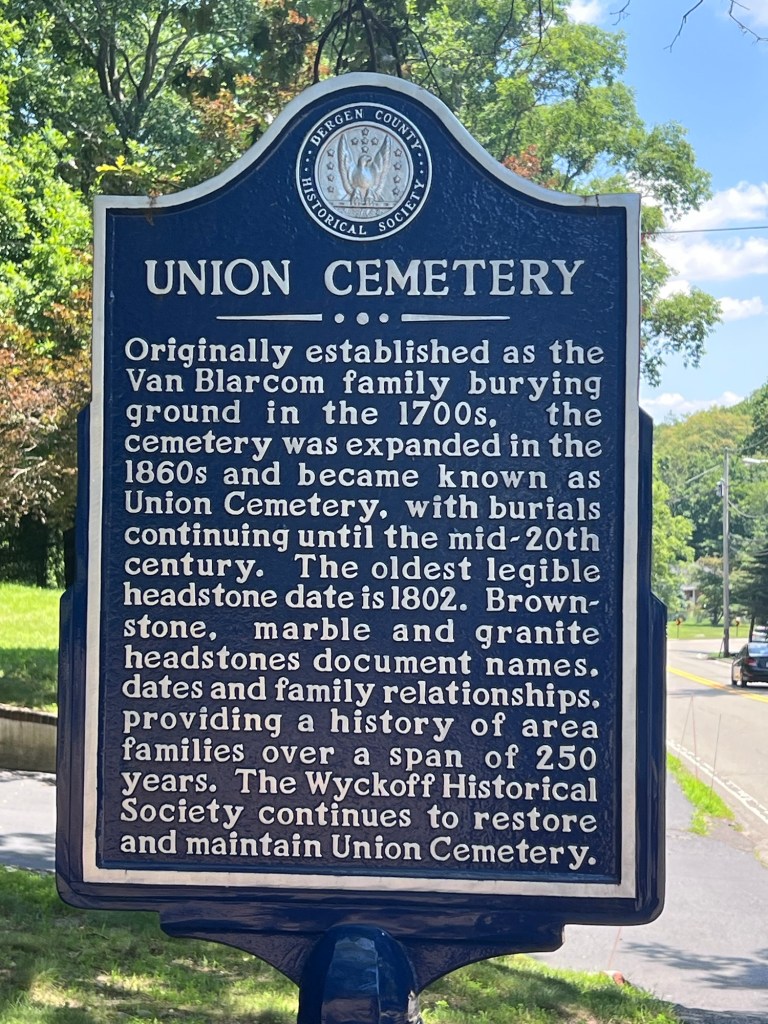 BERGEN COUNTY
HISTORICAL SOCIETY
UNION CEMETERY
Originally established as the
Van Blarcom family burying
ground in the 1700s, the
cemetery was expanded in the
1860s and became known as
Union Cemetery, with burials
continuing until the mid-20th
century. The oldest legible
headstone date is 1802. Brown-
stone, marble and granite
headstones document names,
dates and family relationships,
providing a history of area
families over a span of 250
years. The Wyckoff Historical
Society continues to restore
and maintain Union Cemetery.